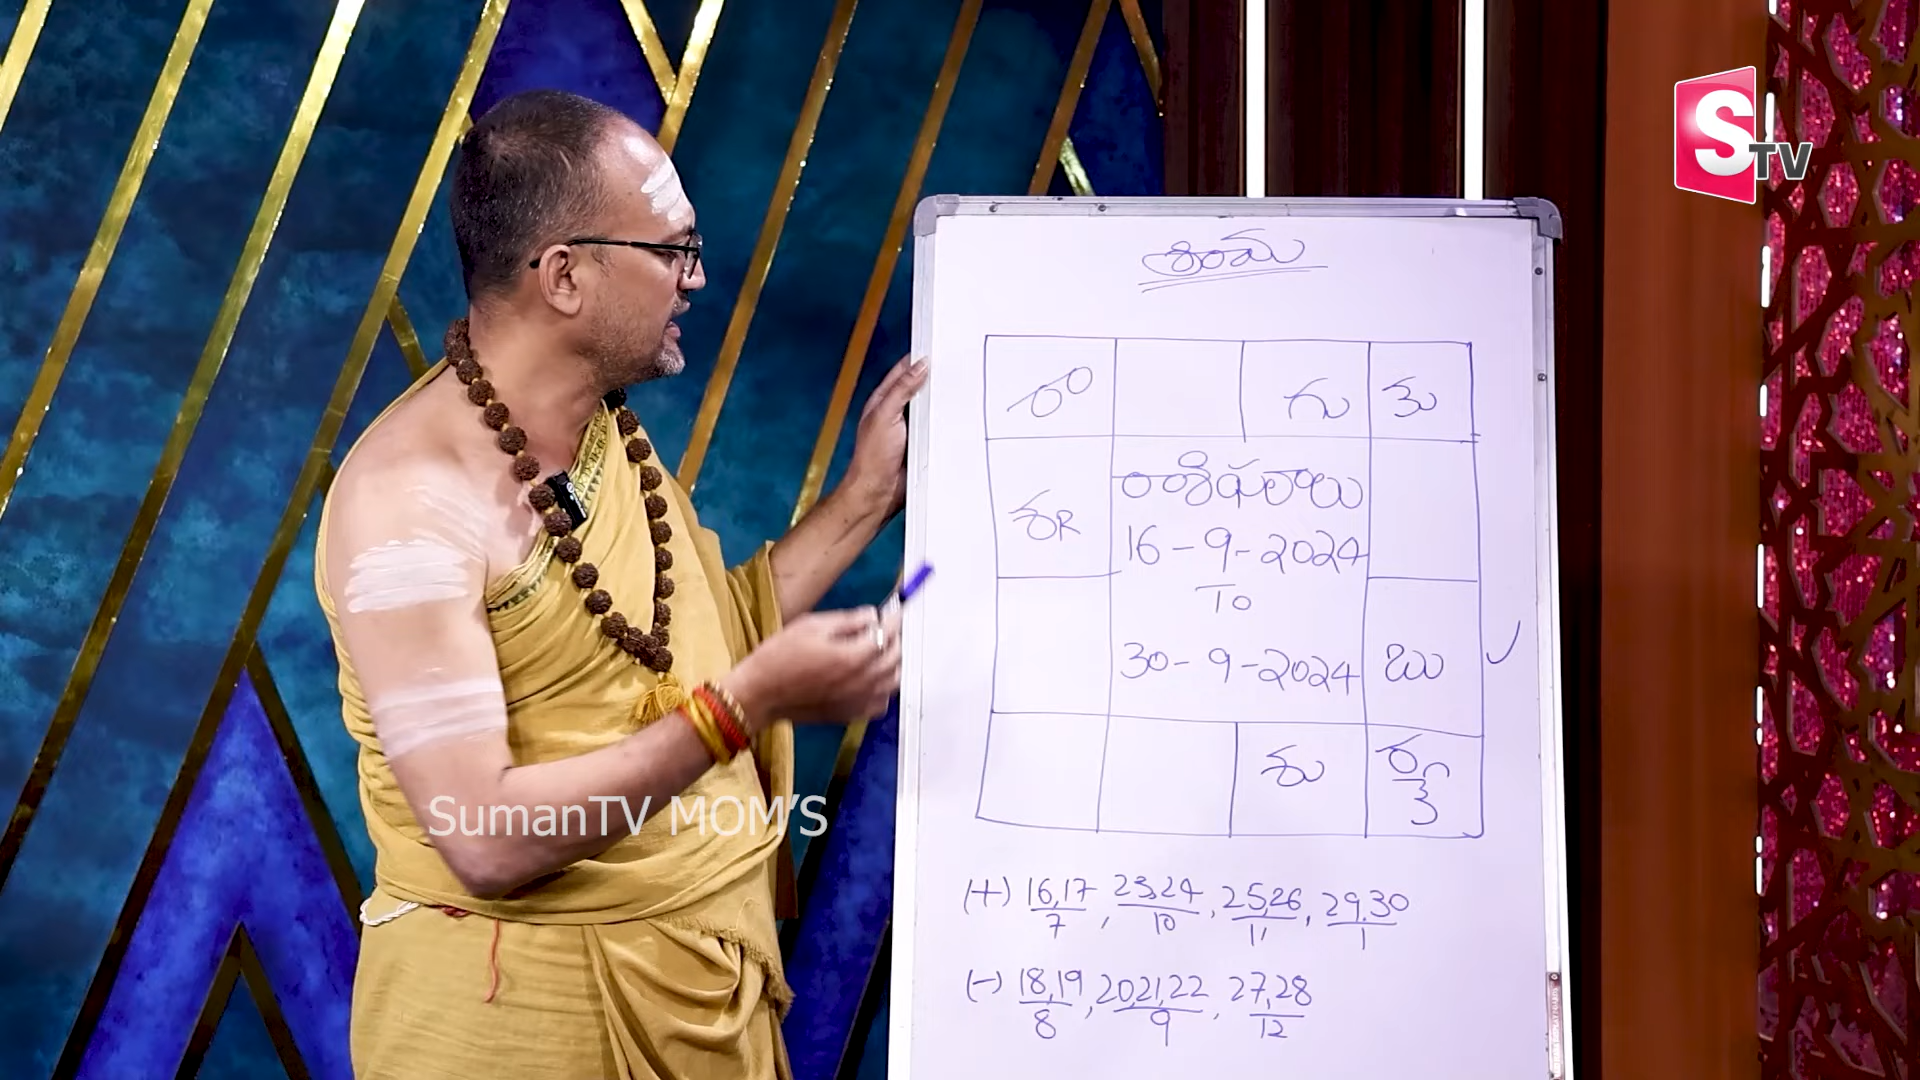 STV
సింహ
రా గు కు
రాశిఫలాలు
శR
16-9-2024
To
30-9-2024 బు
శు ర
కే
(+) 16,17, 23,24, 25,26, 29,30
7 10 11 1
(-) 18,19, 20,21,22, 27,28
8 9 12
SumanTV MOM'S